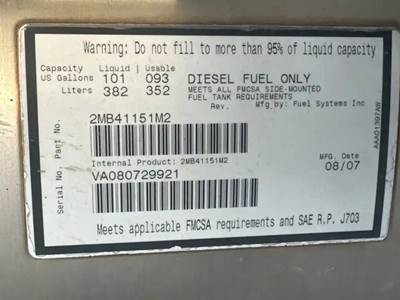 Warning: Do not fill to more than 95% of liquid capacity
Capacity Liquid | Usable
US Gallons 101 093 DIESEL FUEL ONLY
Liters 382 352 MEETS ALL FMCSA SIDE-MOUNTED
FUEL TANK REQUIREMENTS
Rev. Mfg by: Fuel Systems Inc
Part No. 2MB41151M2
Internal Product: 2MB41151M2
MFG. Date
08/07
Serial No. VA080729921
Meets applicable FMCSA requirements and SAE R.P. J703